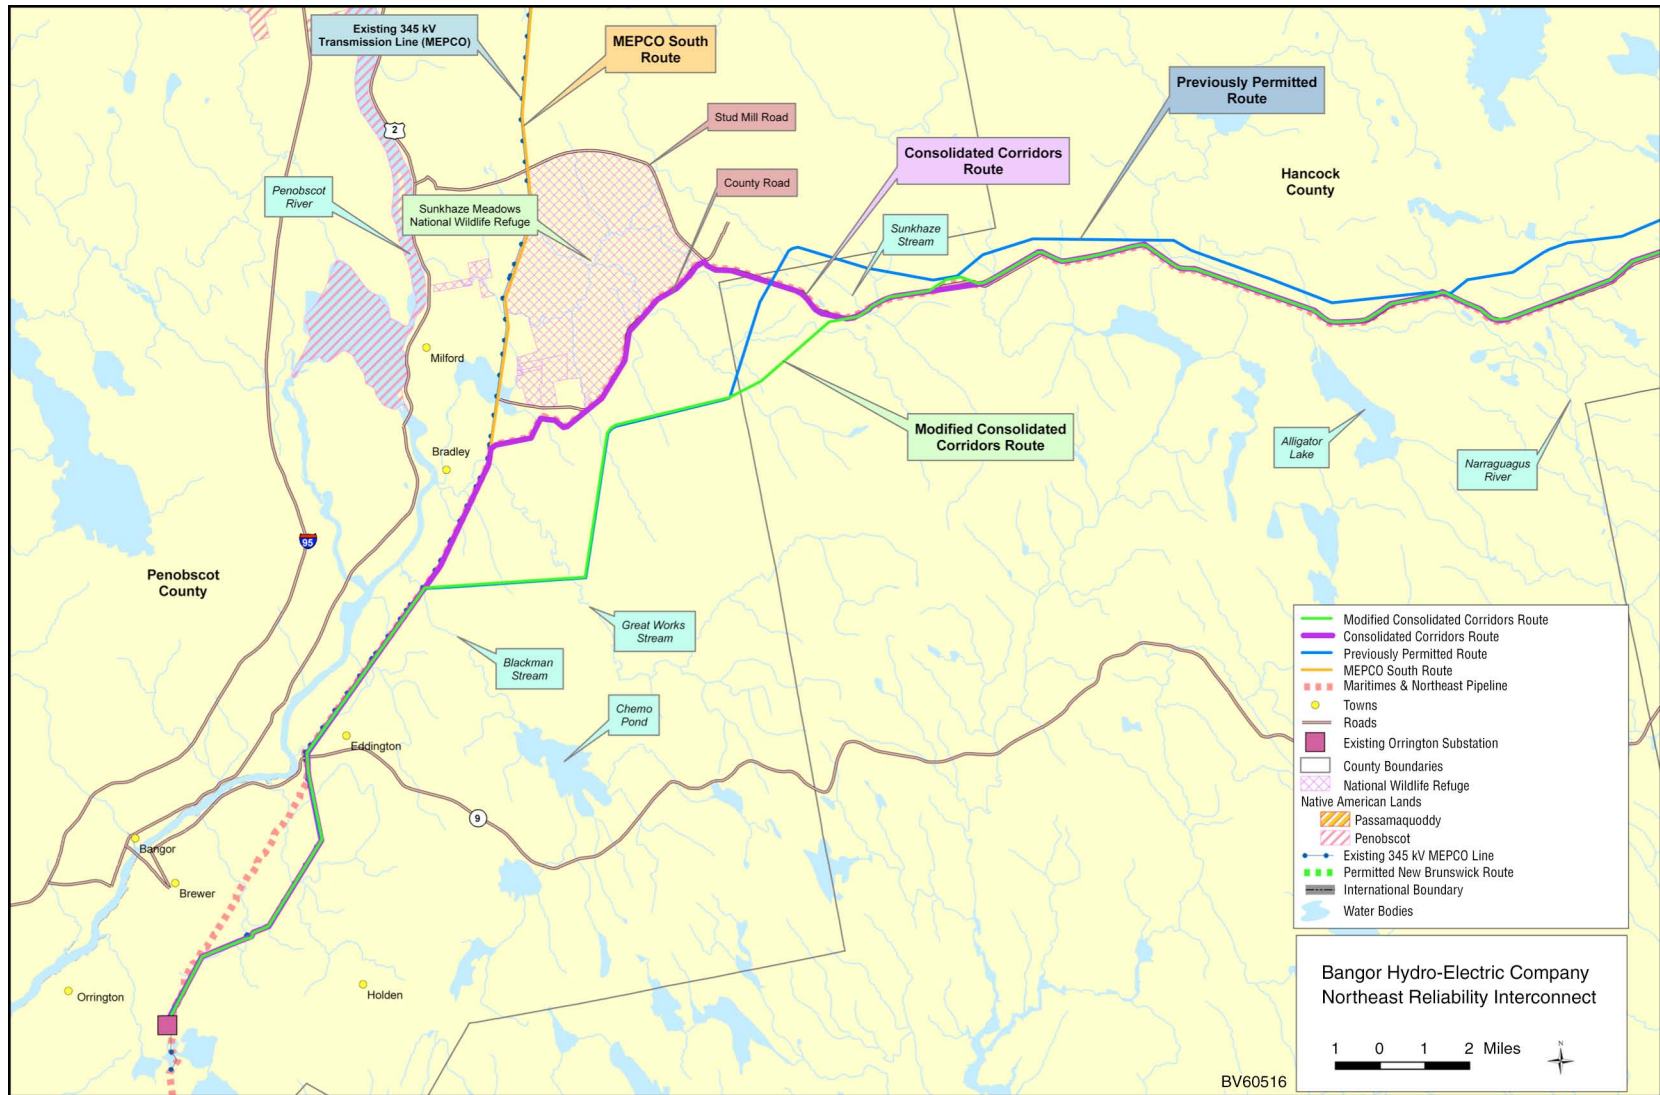 Existing 345 kV
Transmission Line (MEPCO)
MEPCO South
Route
Previously Permitted
Route
Stud Mill Road
2
Consolidated Corridors
Route
Hancock
County
County Road
Penobscot
River
Sunkhaze Meadows
National Wildlife Refuge
Sunkhaze
Stream
Milford
Modified Consolidated
Corridors Route
Alligator
Lake
Narraguagus
River
Bradley
95
Penobscot
County
Great Works
Stream
Blackman
Stream
Chemo
Pond
Eddington
9
Bangor
Brewer
Orrington
Holden
Modified Consolidated Corridors Route
Consolidated Corridors Route
Previously Permitted Route
MEPCO South Route
Maritimes & Northeast Pipeline
Towns
Roads
Existing Orrington Substation
County Boundaries
National Wildlife Refuge
Native American Lands
Passamaquoddy
Penobscot
Existing 345 kV MEPCO Line
Permitted New Brunswick Route
International Boundary
Water Bodies
Bangor Hydro-Electric Company
Northeast Reliability Interconnect
1 0 1 2 Miles
N
BV60516